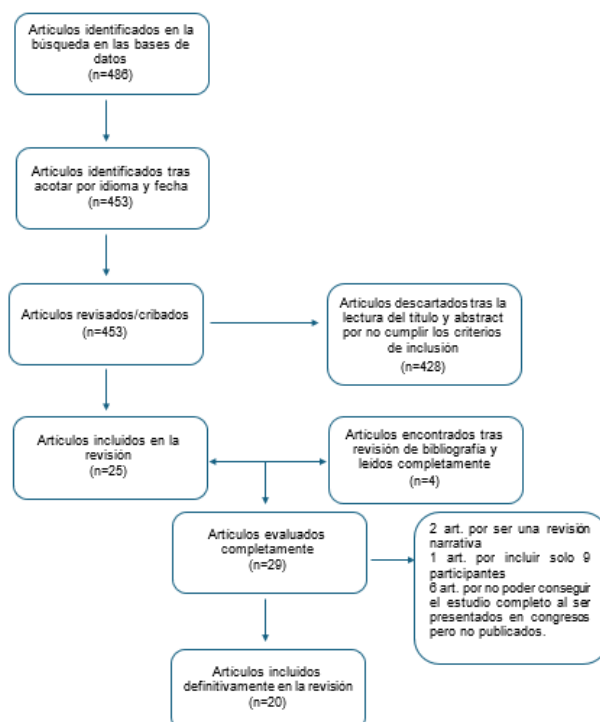 Artículos identificados en la
búsqueda en las bases de
datos
(n=486)
Artículos identificados tras
acotar por idioma y fecha
(n=453)
Artículos revisados/cribados
(n=453)
Artículos descartados tras la
lectura del título y abstract
por no cumplir los criterios
de inclusión
(n=428)
Artículos incluidos en la
revisión
(n=25)
Artículos encontrados tras
revisión de bibliografía y
leídos completamente
(n=4)
Artículos evaluados
completamente
(n=29)
2 art. por ser una revisión
narrativa
1 art. por incluir solo 9
participantes
6 art. por no poder conseguir
el estudio completo al ser
presentados en congresos
pero no publicados.
Artículos incluidos
definitivamente en la revisión
(n=20)